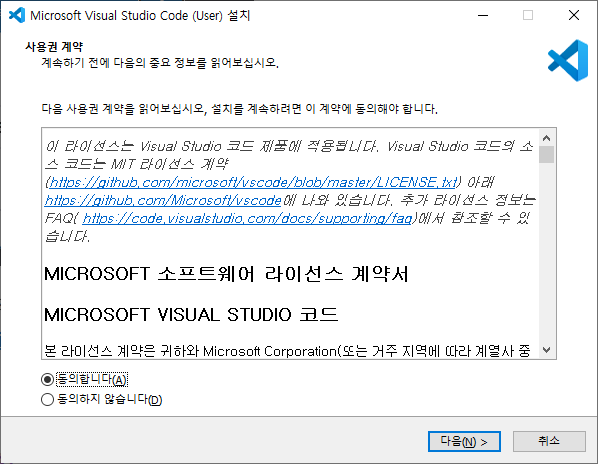 Microsoft Visual Studio Code (User) 설치
사용권 계약
계속하기 전에 다음의 중요 정보를 읽어보십시오.
다음 사용권 계약을 읽어보십시오, 설치를 계속하려면 이 계약에 동의해야 합니다.
이 라이선스는 Visual Studio 코드 제품에 적용됩니다. Visual Studio 코드의 소
스 코드는 MIT 라이선스 계약
(https://github.com/microsoft/vscode/blob/master/LICENSE.txt) 아래
https://github.com/Microsoft/vscode에 나와 있습니다. 추가 라이선스 정보는
FAQ( https://code.visualstudio.com/docs/supporting/faq)에서 참조할 수 있
습니다.
MICROSOFT 소프트웨어 라이선스 계약서
MICROSOFT VISUAL STUDIO 코드
본 라이선스 계약은 귀하와 Microsoft Corporation(또는 거주 지역에 따라 계열사 중
동의합니다(A)
동의하지 않습니다(D)
다음(N) >
취소